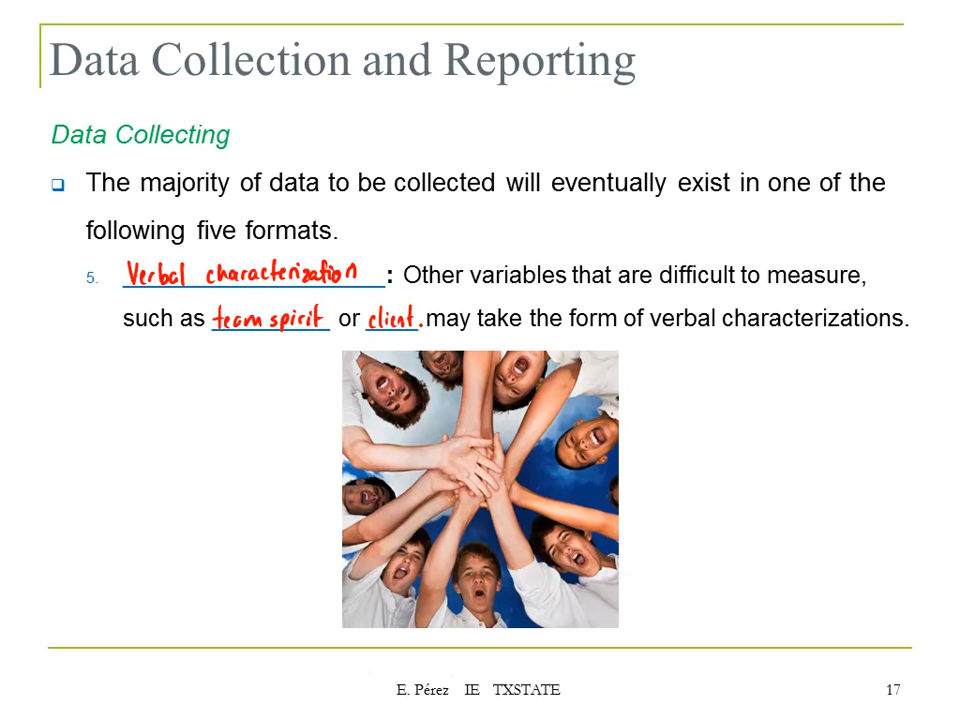 Data Collection and Reporting
Data Collecting
The majority of data to be collected will eventually exist in one of the
following five formats.
5. Verbal characterization: Other variables that are difficult to measure,
such as team spirit or client. may take the form of verbal characterizations.
E. Pérez IE TXSTATE 17